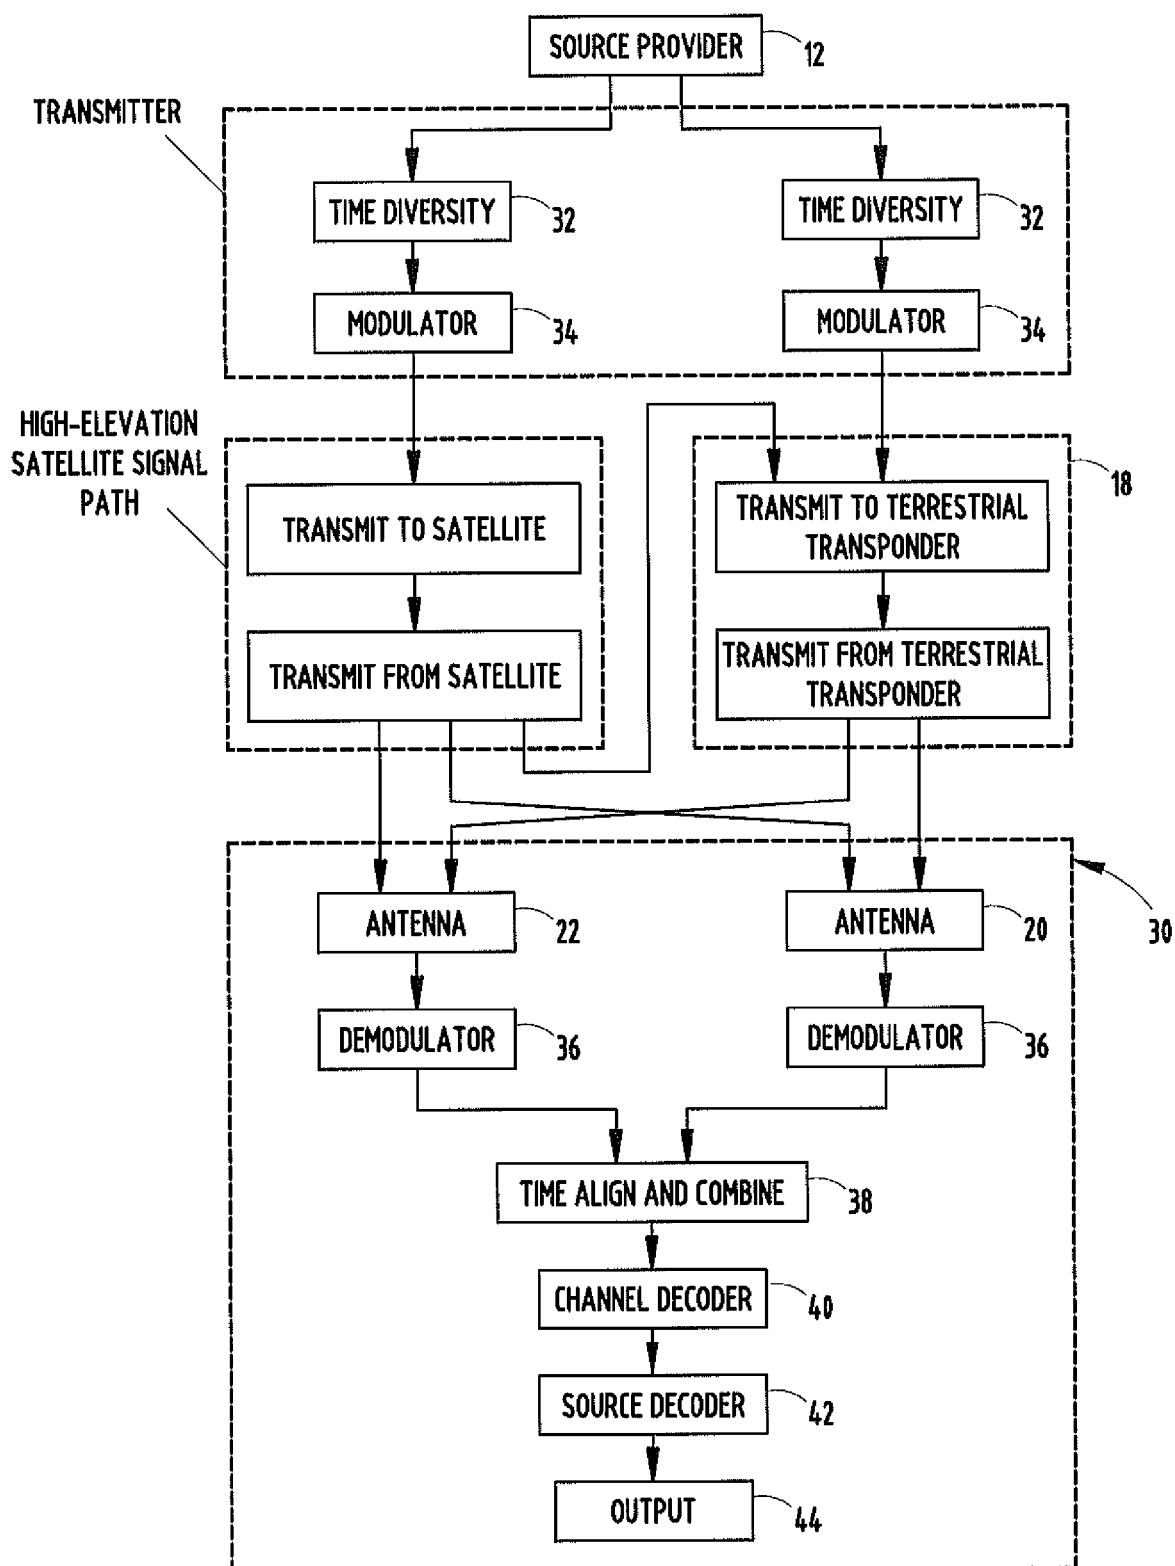 SOURCE PROVIDER
12
TRANSMITTER
TIME DIVERSITY
32
TIME DIVERSITY
32
MODULATOR
34
MODULATOR
34
HIGH-ELEVATION
SATELLITE SIGNAL
PATH
18
TRANSMIT TO SATELLITE
TRANSMIT TO TERRESTRIAL
TRANSPONDER
TRANSMIT FROM SATELLITE
TRANSMIT FROM TERRESTRIAL
TRANSPONDER
ANTENNA
22
ANTENNA
20
30
DEMODULATOR
36
DEMODULATOR
36
TIME ALIGN AND COMBINE
38
CHANNEL DECODER
40
SOURCE DECODER
42
OUTPUT
44